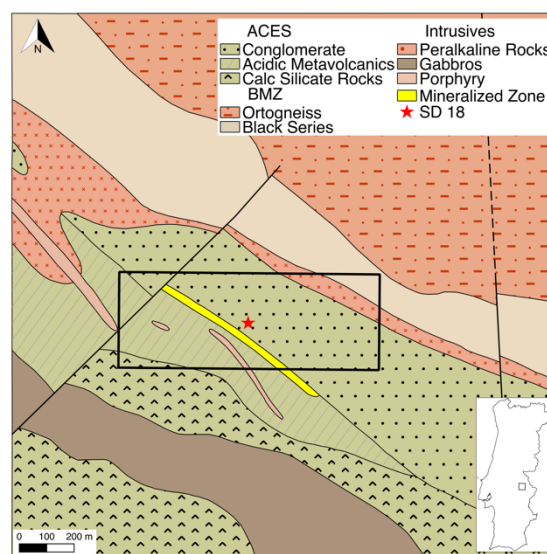 N
ACES
Conglomerate
Acidic Metavolcanics
Calc Silicate Rocks
BMZ
Ortogneiss
Black Series
Intrusives
Peralkaline Rocks
Gabbros
Porphyry
Mineralized Zone
SD 18
0 100 200 m